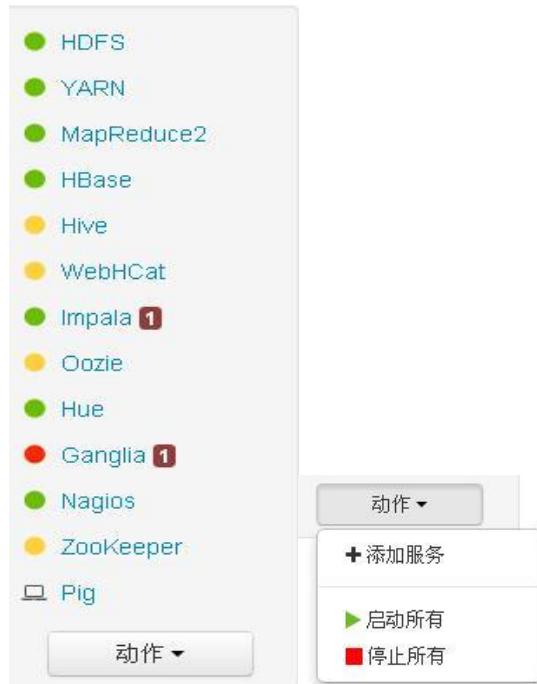 HDFS
YARN
MapReduce2
HBase
Hive
WebHCat
Impala 1
Oozie
Hue
Ganglia 1
Nagios
ZooKeeper
Pig
动作
动作
添加服务
启动所有
停止所有